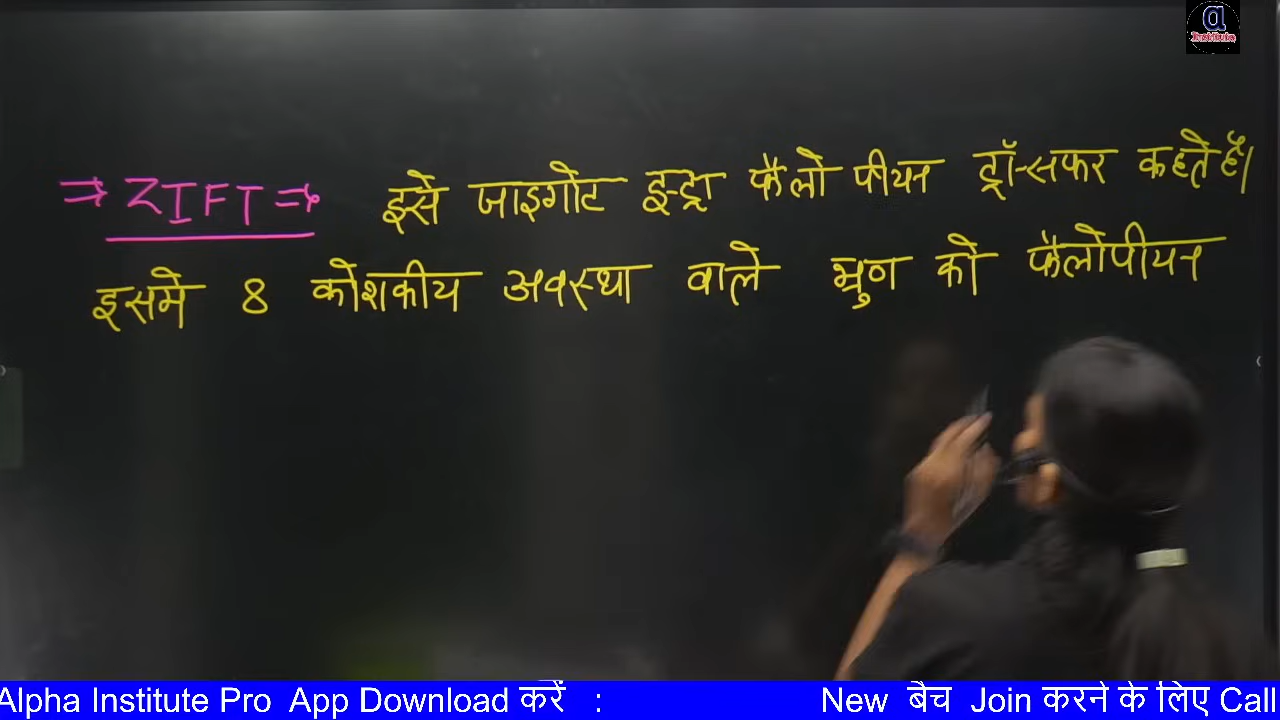 α
Institute
⇒ ZIFT ⇒ इसे जाइगोट इन्ट्रा फैलोपीयन ट्रॉन्सफर कहते हैं।
इसमे 8 कोशकीय अवस्था वाले भ्रुण को फैलोपीयन
Alpha Institute Pro App Download करें : New बैच Join करने के लिए Call